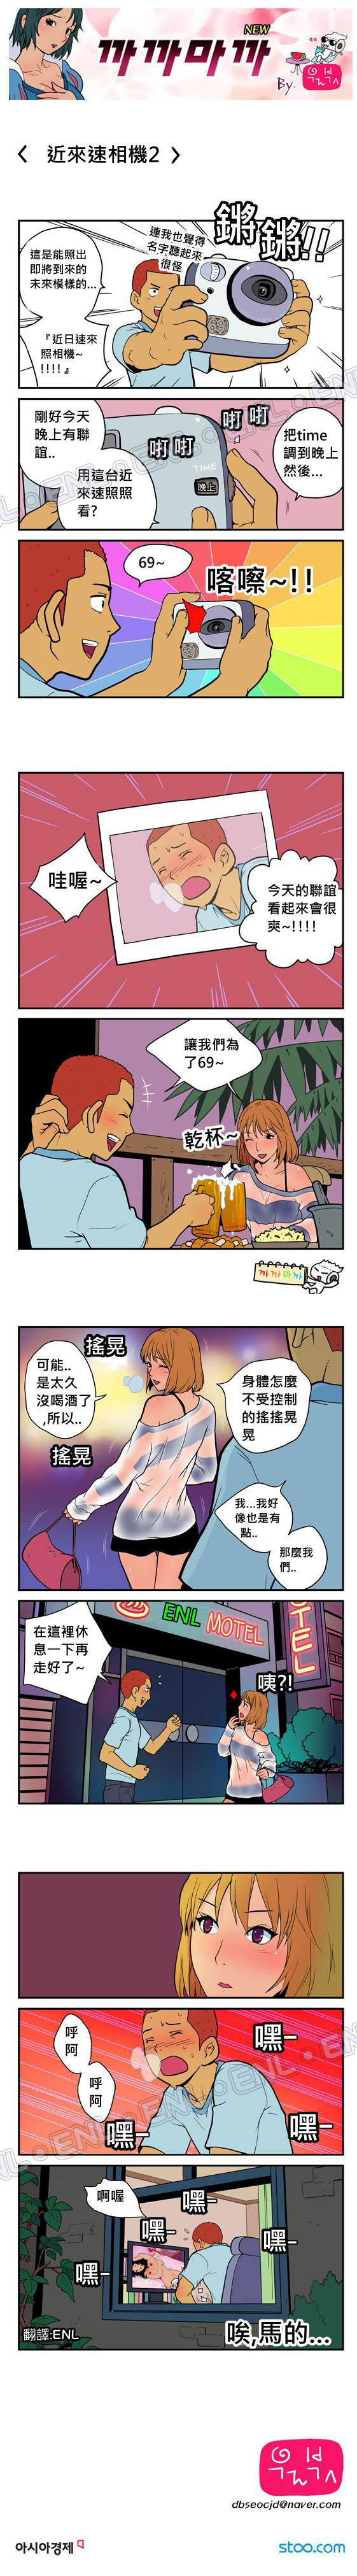 NEW
까까마까
By.
< 近來速相機2 >
鏘
鏘!!
連我也覺得
名字聽起來
很怪
這是能照出
即將到來的
未來模樣的...
『近日速來
照相機~
!!!!』
剛好今天
晚上有聯
誼..
用這台近
來速照照
看?
TIME
晚上
把time
調到晚上
然後...
69~
喀嚓~!!
哇喔~
今天的聯誼
看起來會很
爽~!!!!
讓我們為
了69~
乾杯~
까까마까
搖晃
可能..
是太久
沒喝酒了
,所以..
搖晃
身體怎麼
不受控制
的搖搖晃
晃
我...我好
像也是有
點..
那麼我
們..
ENL MOTEL
在這裡休
息一下再
走好了~
咦?!
呼
阿
呼
阿
嘿-
嘿-
嘿-
啊喔
嘿-
嘿-
嘿-
嘿-
翻譯:ENL
唉,馬的...
dbseocjd@naver.com
아시아경제
stoo.com